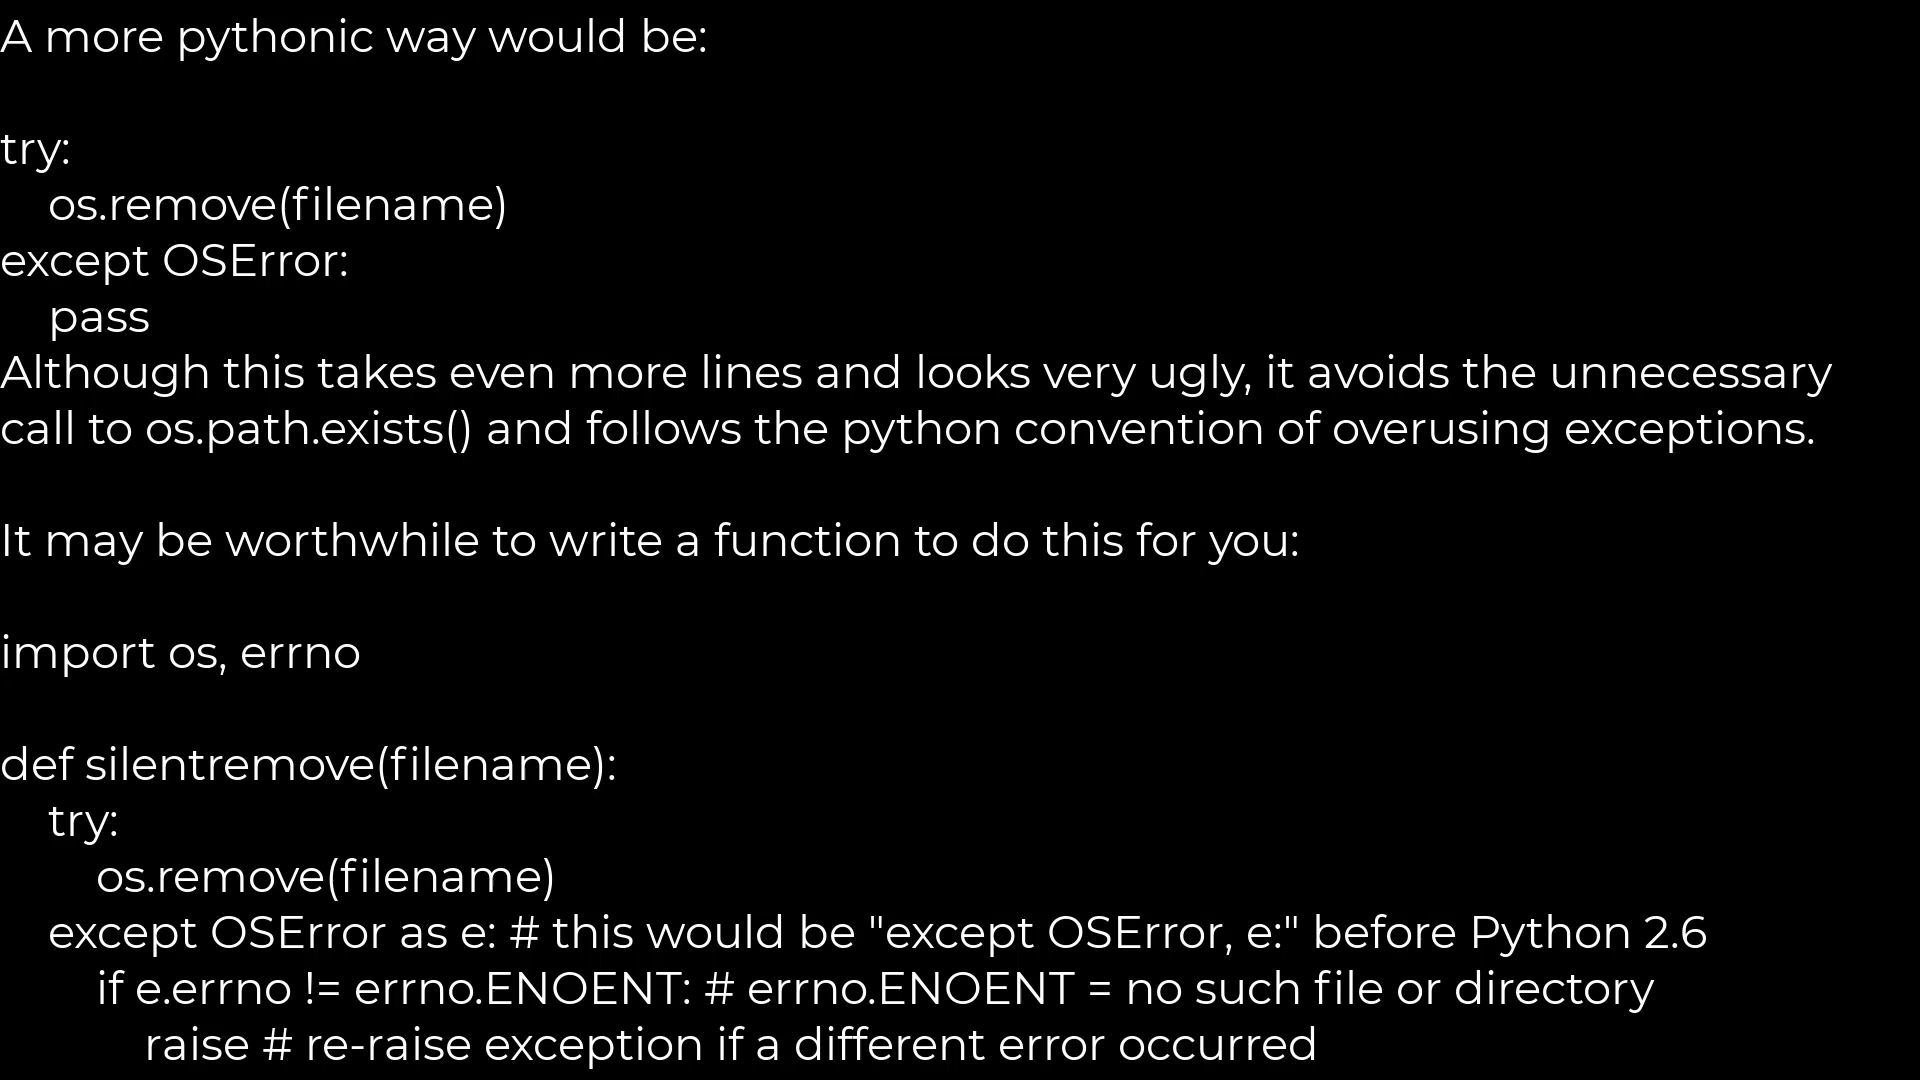 A more pythonic way would be:
try:
    os.remove(filename)
except OSError:
    pass
Although this takes even more lines and looks very ugly, it avoids the unnecessary
call to os.path.exists() and follows the python convention of overusing exceptions.
It may be worthwhile to write a function to do this for you:
import os, errno
def silentremove(filename):
    try:
        os.remove(filename)
    except OSError as e: # this would be "except OSError, e:" before Python 2.6
        if e.errno != errno.ENOENT: # errno.ENOENT = no such file or directory
            raise # re-raise exception if a different error occurred